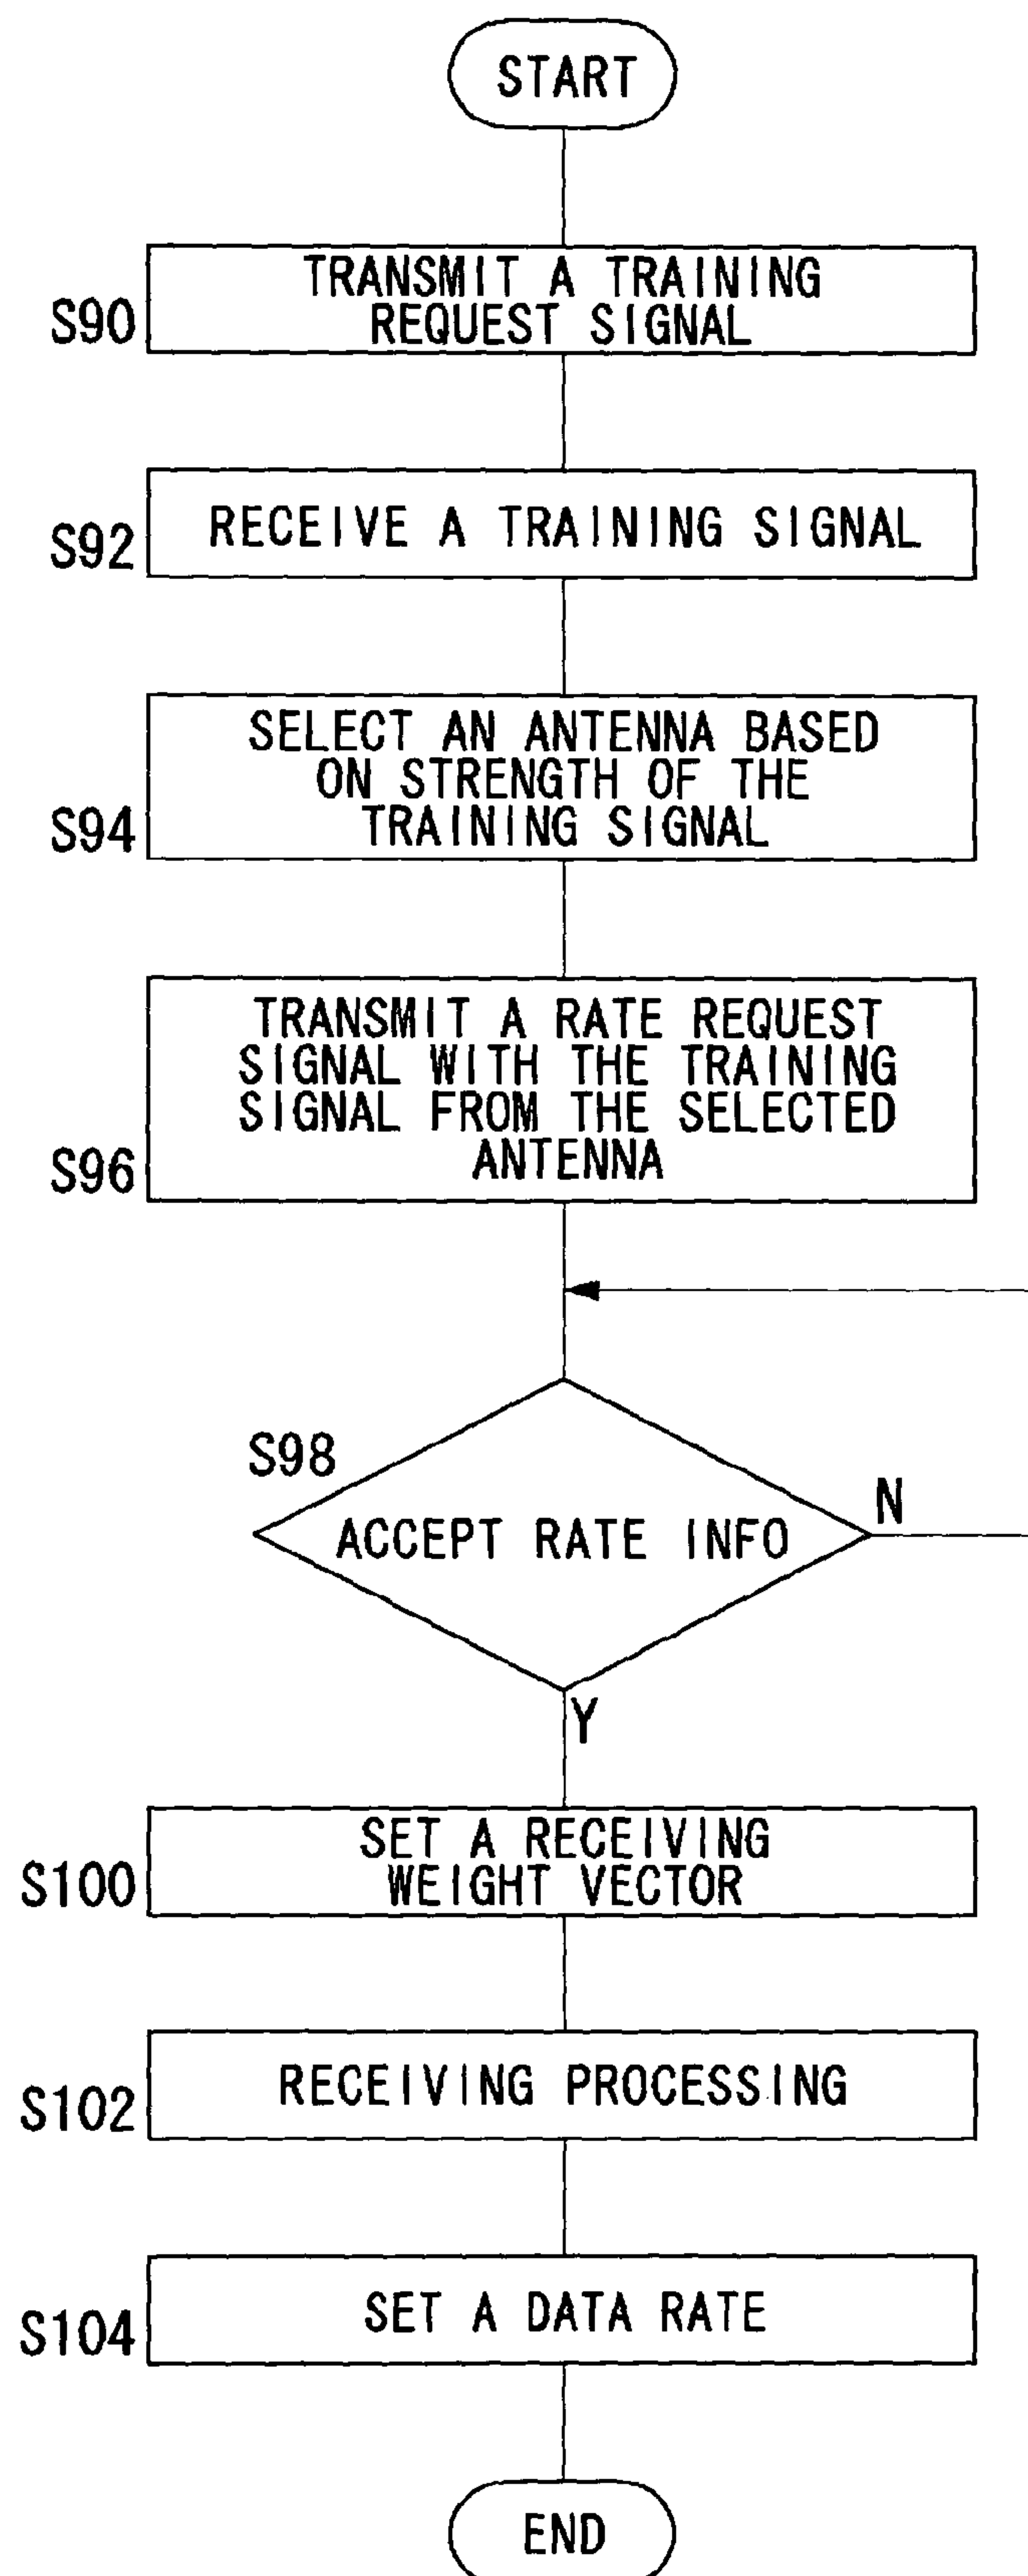 START
TRANSMIT A TRAINING
REQUEST SIGNAL
S90
RECEIVE A TRAINING SIGNAL
S92
SELECT AN ANTENNA BASED
ON STRENGTH OF THE
TRAINING SIGNAL
S94
TRANSMIT A RATE REQUEST
SIGNAL WITH THE TRAINING
SIGNAL FROM THE SELECTED
ANTENNA
S96
S98
ACCEPT RATE INFO
N
Y
SET A RECEIVING
WEIGHT VECTOR
S100
RECEIVING PROCESSING
S102
SET A DATA RATE
S104
END